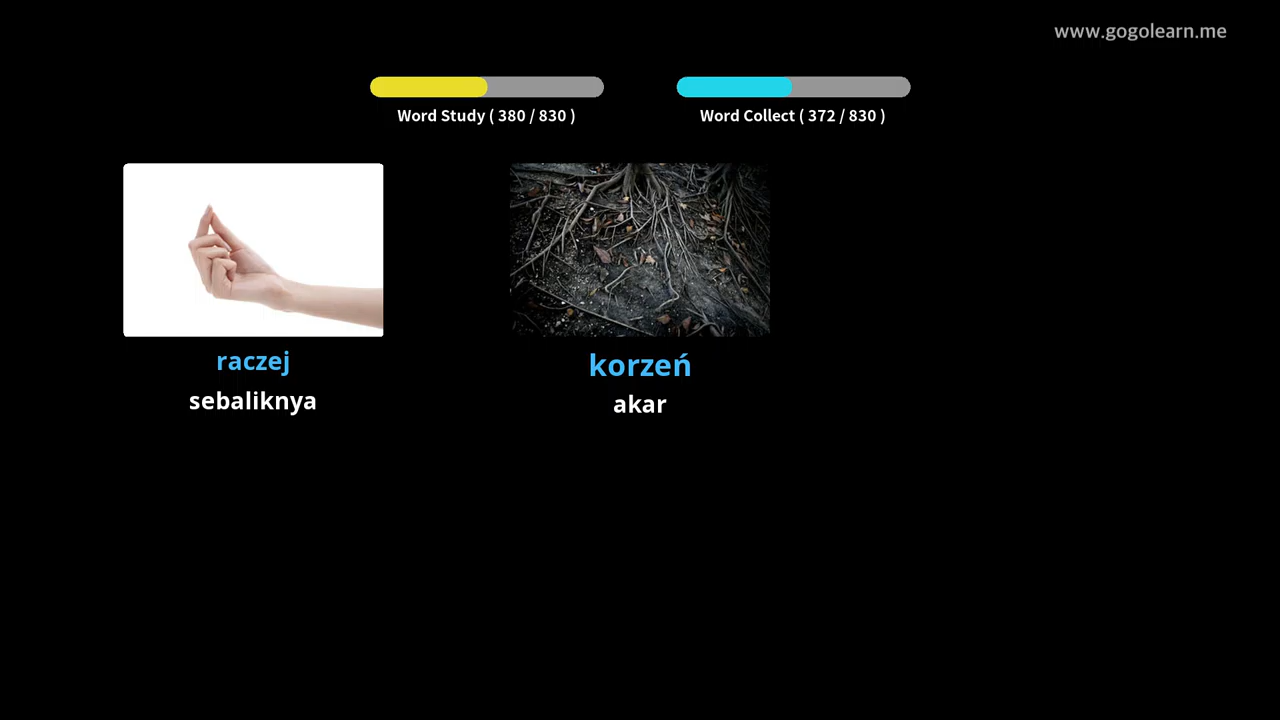 www.gogolearn.me
Word Study ( 380 / 830 )
Word Collect ( 372 / 830 )
raczej
sebaliknya
korzeń
akar